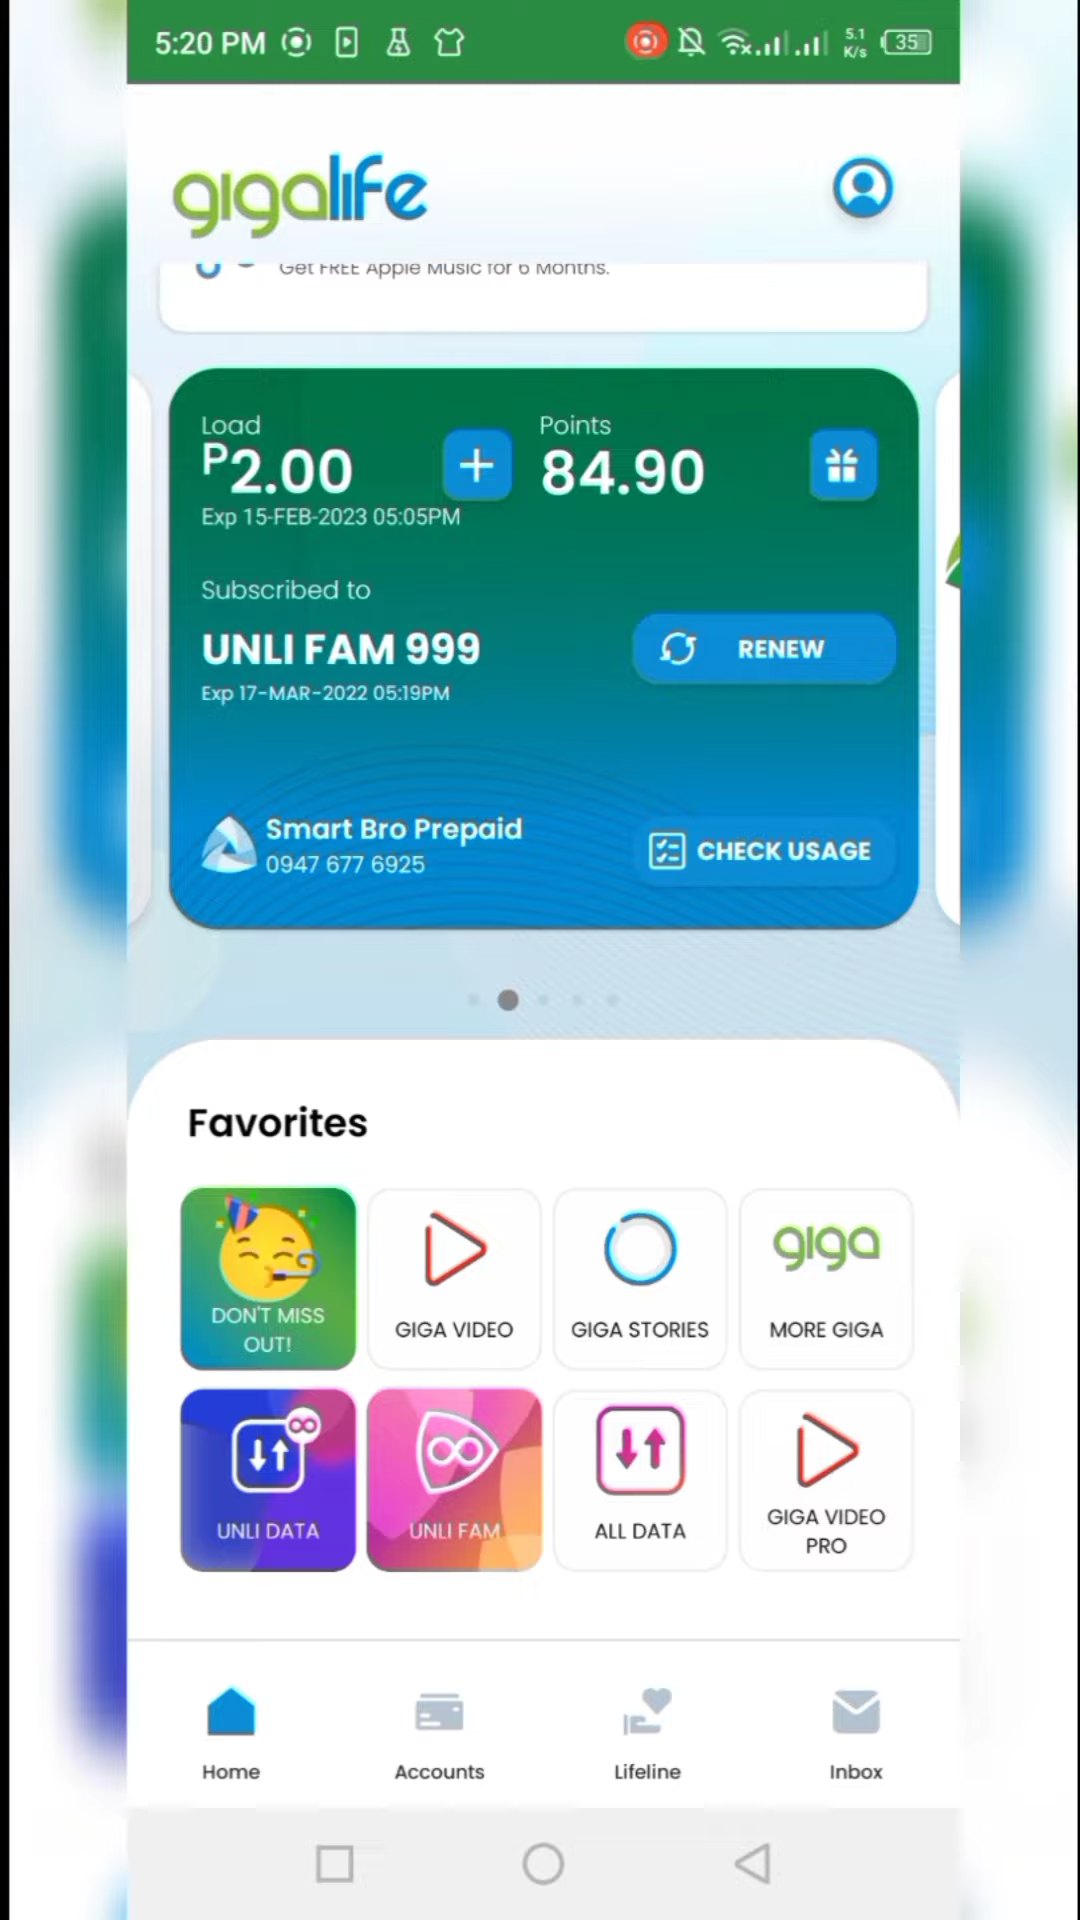 5:20 PM
5.1
K/s
35
gigalife
Get FREE Apple Music for 6 Months.
Load
Points
P2.00
84.90
Exp 15-FEB-2023 05:05PM
Subscribed to
UNLI FAM 999
RENEW
Exp 17-MAR-2022 05:19PM
Smart Bro Prepaid
0947 677 6925
CHECK USAGE
Favorites
DON'T MISS
OUT!
GIGA VIDEO
GIGA STORIES
giga
MORE GIGA
UNLI DATA
UNLI FAM
ALL DATA
GIGA VIDEO
PRO
Home
Accounts
Lifeline
Inbox